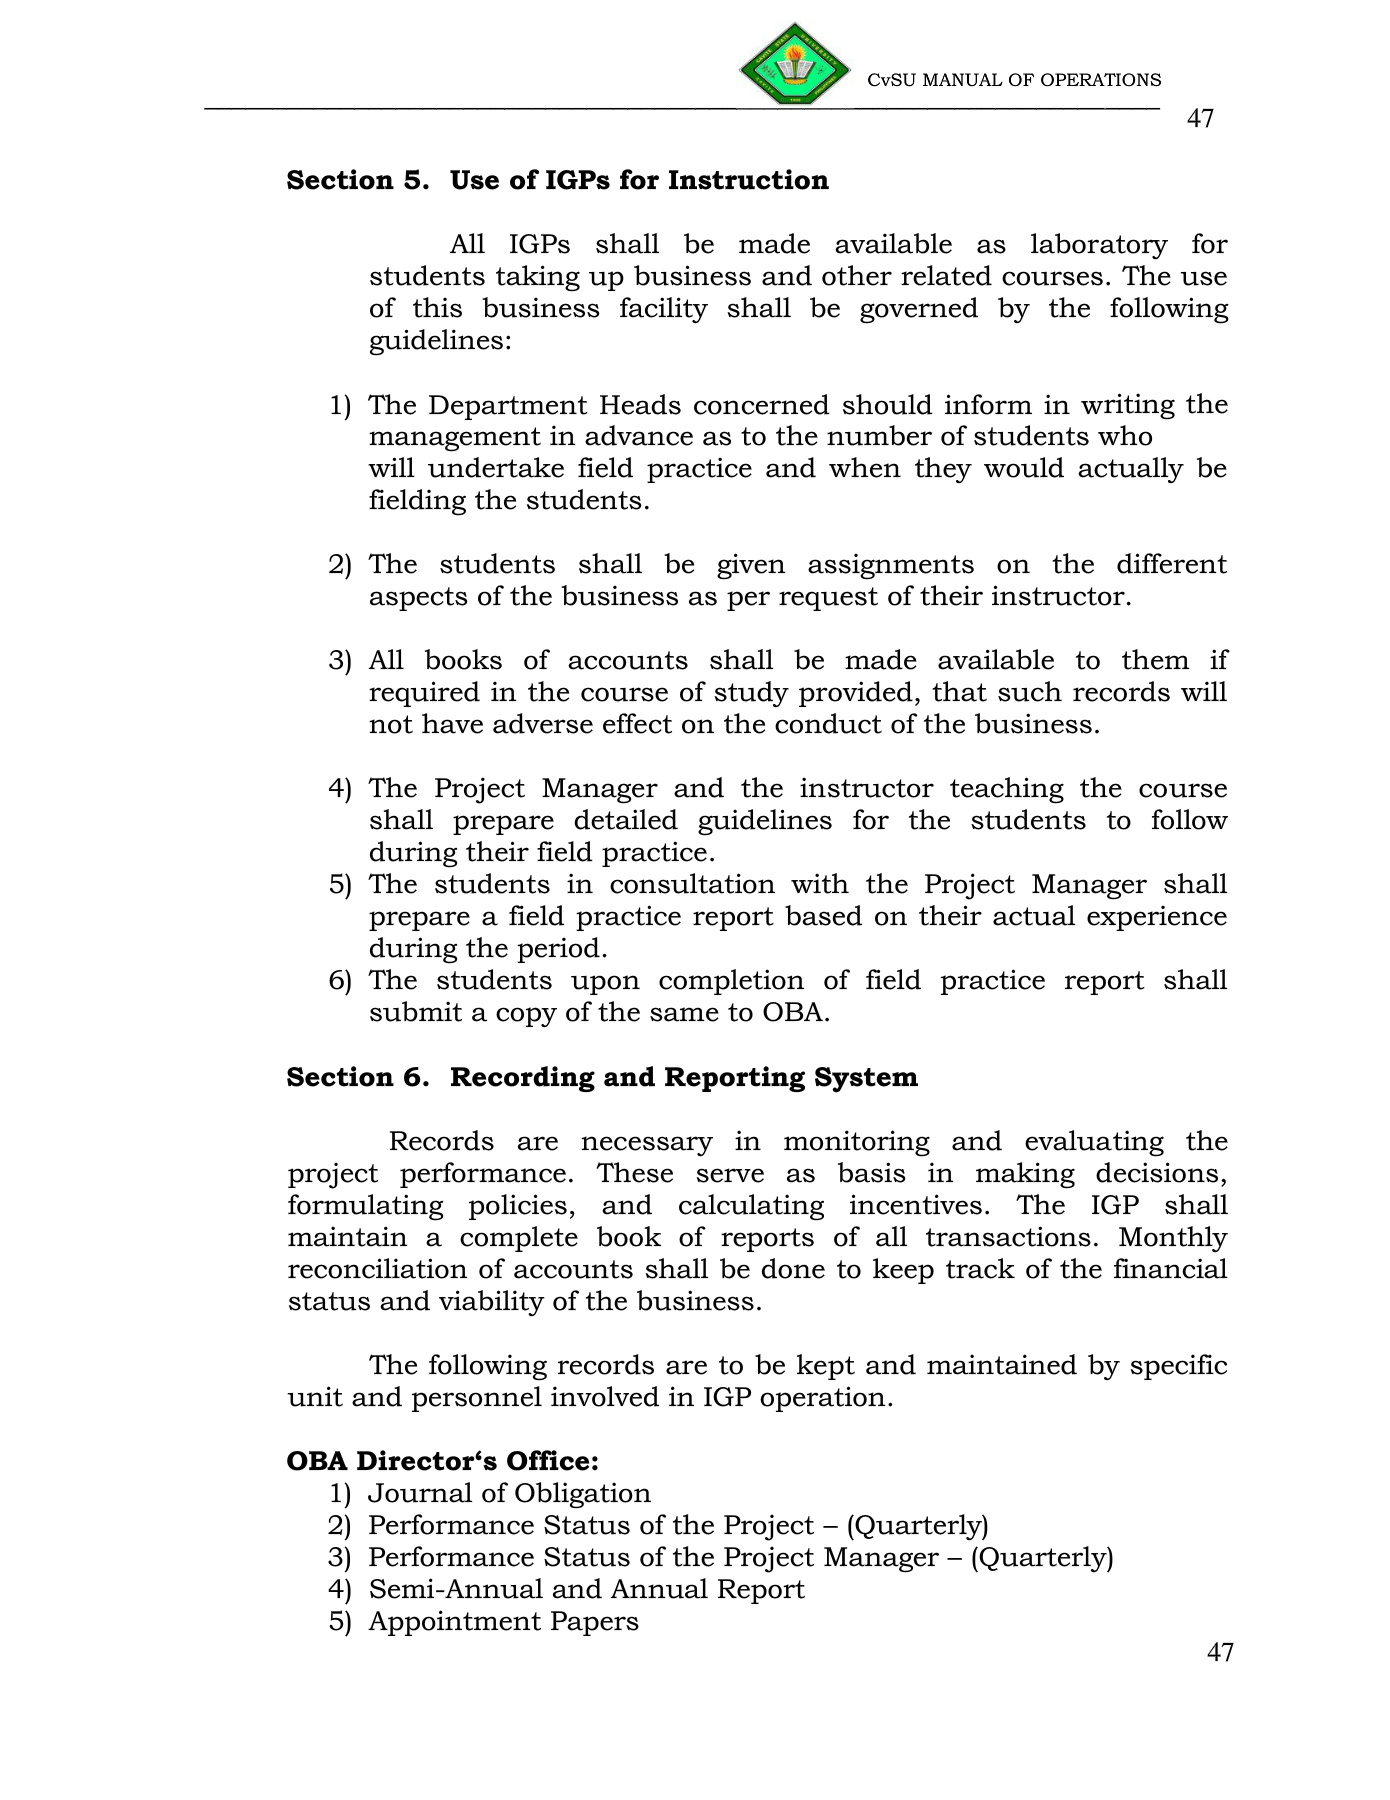 CvSU MANUAL OF OPERATIONS
47
Section 5. Use of IGPs for Instruction
All IGPs shall be made available as laboratory for
students taking up business and other related courses. The use
of this business facility shall be governed by the following
guidelines:
1) The Department Heads concerned should inform in writing the
management in advance as to the number of students who
will undertake field practice and when they would actually be
fielding the students.
2) The students shall be given assignments on the different
aspects of the business as per request of their instructor.
3) All books of accounts shall be made available to them if
required in the course of study provided, that such records will
not have adverse effect on the conduct of the business.
4) The Project Manager and the instructor teaching the course
shall prepare detailed guidelines for the students to follow
during their field practice.
5) The students in consultation with the Project Manager shall
prepare a field practice report based on their actual experience
during the period.
6) The students upon completion of field practice report shall
submit a copy of the same to OBA.
Section 6. Recording and Reporting System
Records are necessary in monitoring and evaluating the
project performance. These serve as basis in making decisions,
formulating policies, and calculating incentives. The IGP shall
maintain a complete book of reports of all transactions. Monthly
reconciliation of accounts shall be done to keep track of the financial
status and viability of the business.
The following records are to be kept and maintained by specific
unit and personnel involved in IGP operation.
OBA Director‘s Office:
1) Journal of Obligation
2) Performance Status of the Project – (Quarterly)
3) Performance Status of the Project Manager – (Quarterly)
4) Semi-Annual and Annual Report
5) Appointment Papers
47